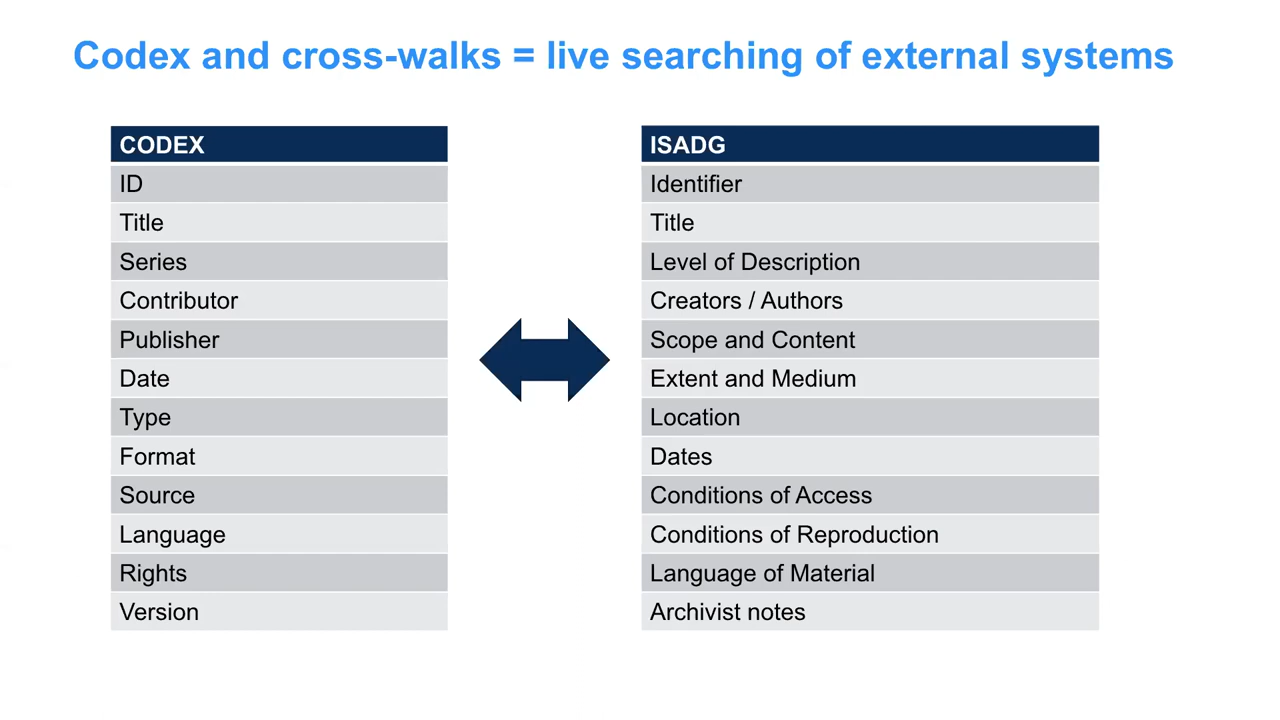 Codex and cross-walks = live searching of external systems
CODEX
ID
Title
Series
Contributor
Publisher
Date
Type
Format
Source
Language
Rights
Version
ISADG
Identifier
Title
Level of Description
Creators / Authors
Scope and Content
Extent and Medium
Location
Dates
Conditions of Access
Conditions of Reproduction
Language of Material
Archivist notes